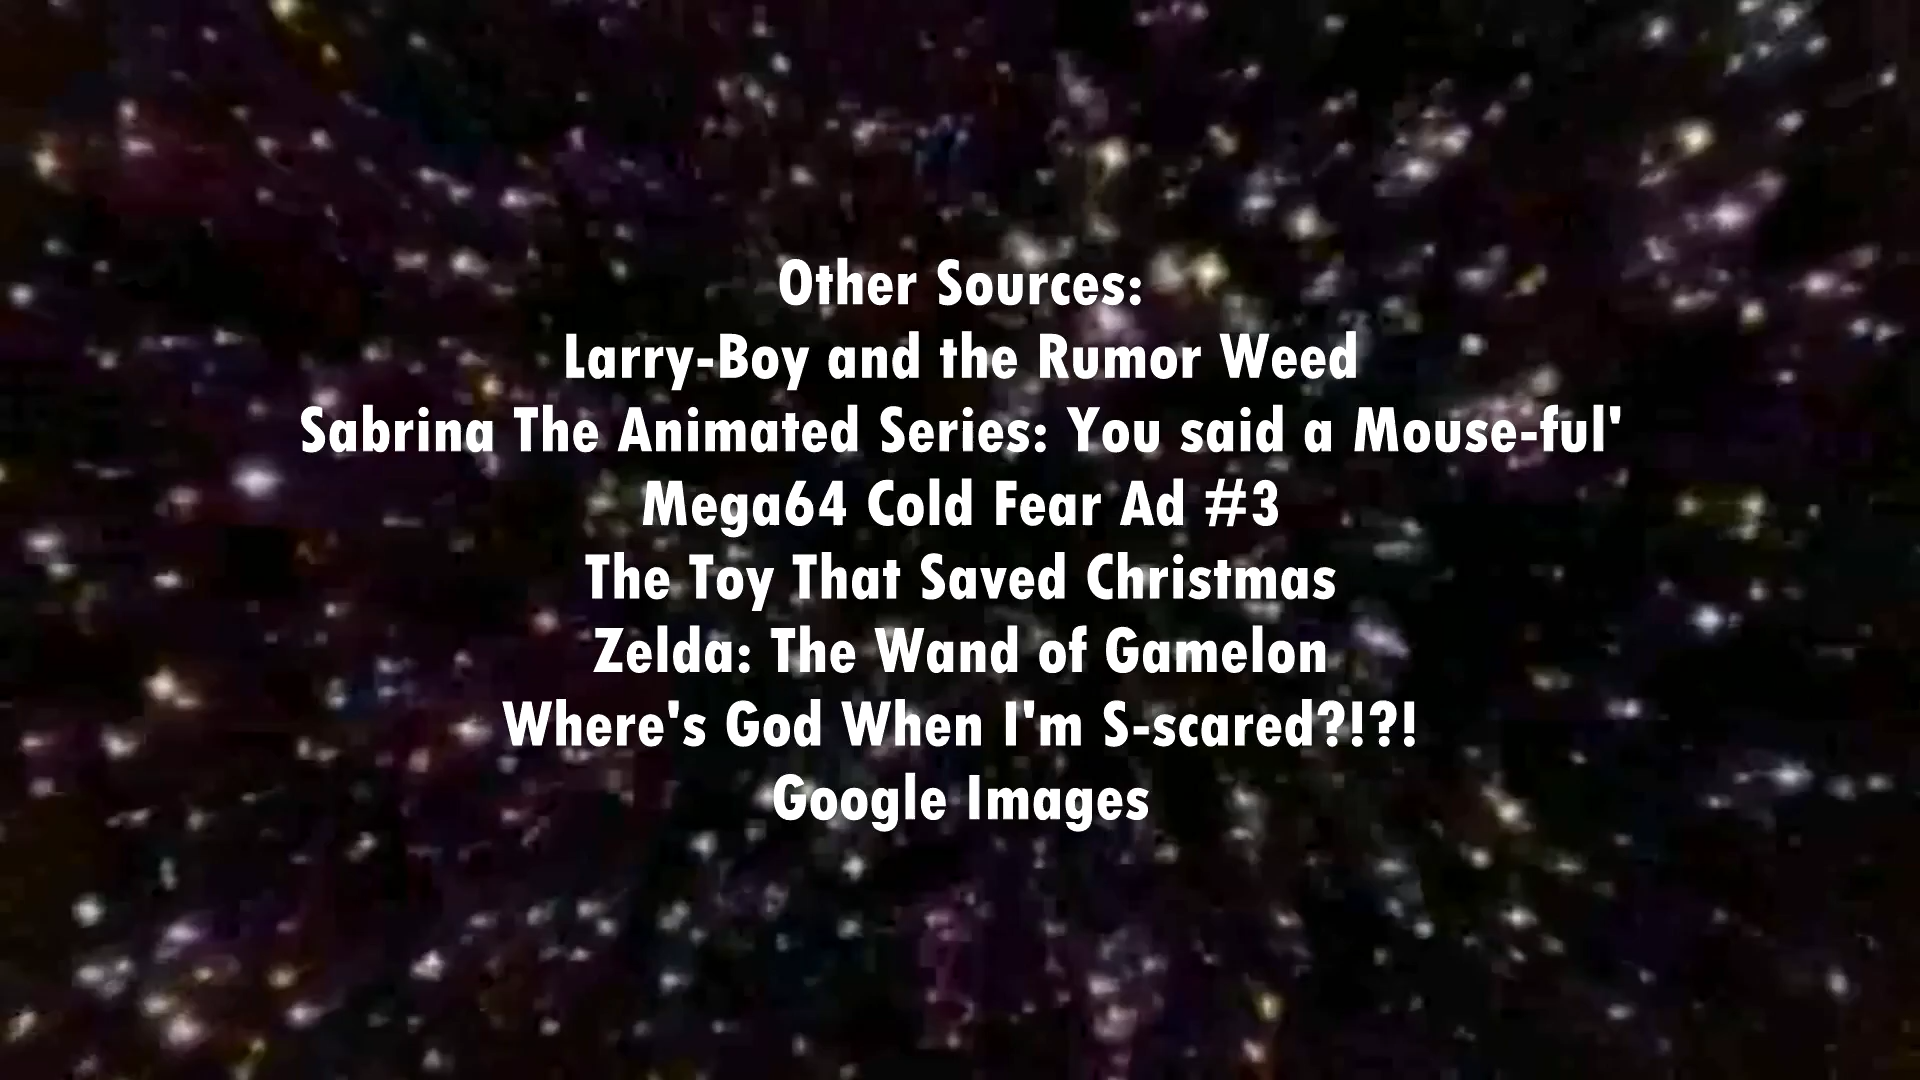 Other Sources:
Larry-Boy and the Rumor Weed
Sabrina The Animated Series: You said a Mouse-ful'
Mega64 Cold Fear Ad #3
The Toy That Saved Christmas
Zelda: The Wand of Gamelon
Where's God When I'm S-scared?!?!
Google Images